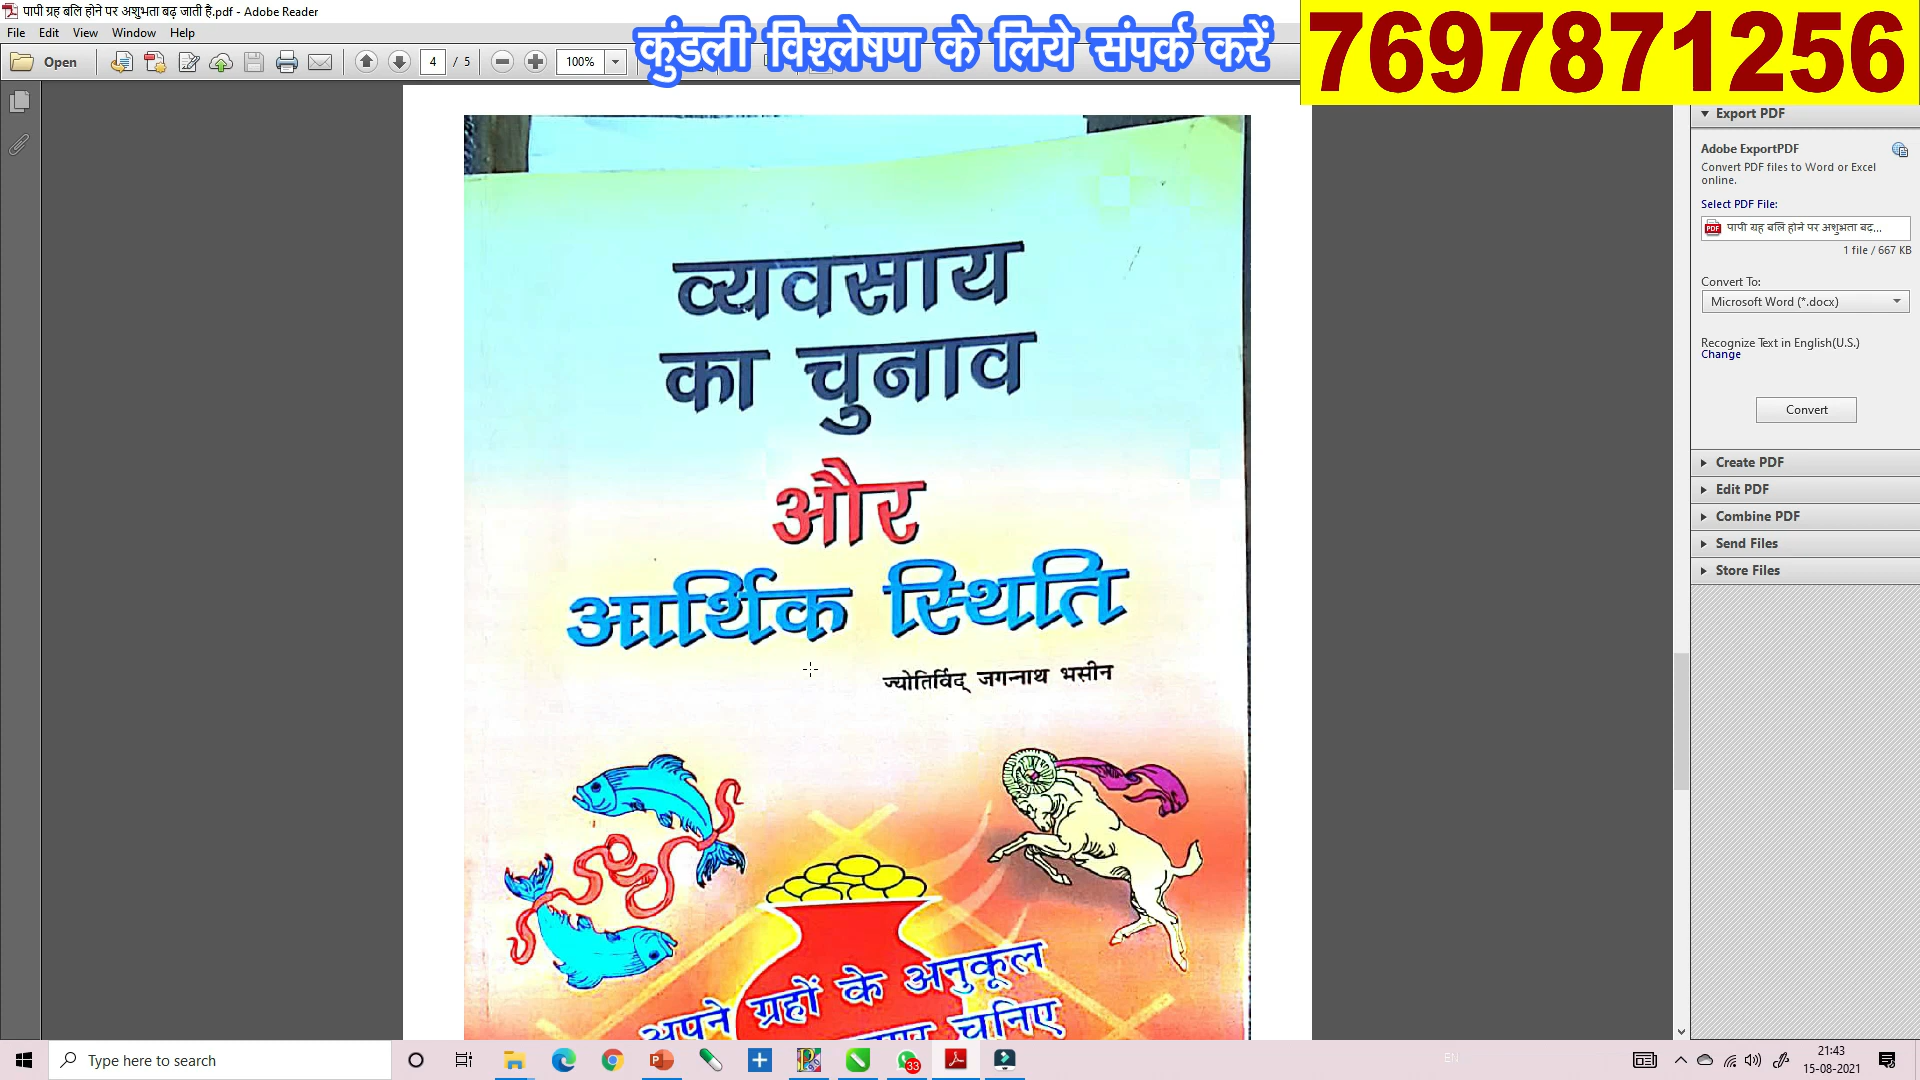 पापी ग्रह बलि होने पर अशुभता बढ़ जाती है.pdf - Adobe Reader
File Edit View Window Help
Open 4 / 5 100%
कुंडली विश्लेषण के लिये संपर्क करें
7697871256
व्यवसाय
का चुनाव
और
आर्थिक स्थिति
ज्योतिर्विद् जगन्नाथ भसीन
अपने ग्रहों के अनुकूल
चुनिए
Export PDF
Adobe ExportPDF
Convert PDF files to Word or Excel
online.
Select PDF File:
पापी ग्रह बलि होने पर अशुभता बढ़...
1 file / 667 KB
Convert To:
Microsoft Word (*.docx)
Recognize Text in English(U.S.)
Change
Convert
Create PDF
Edit PDF
Combine PDF
Send Files
Store Files
Type here to search
33
EN
21:43
15-08-2021